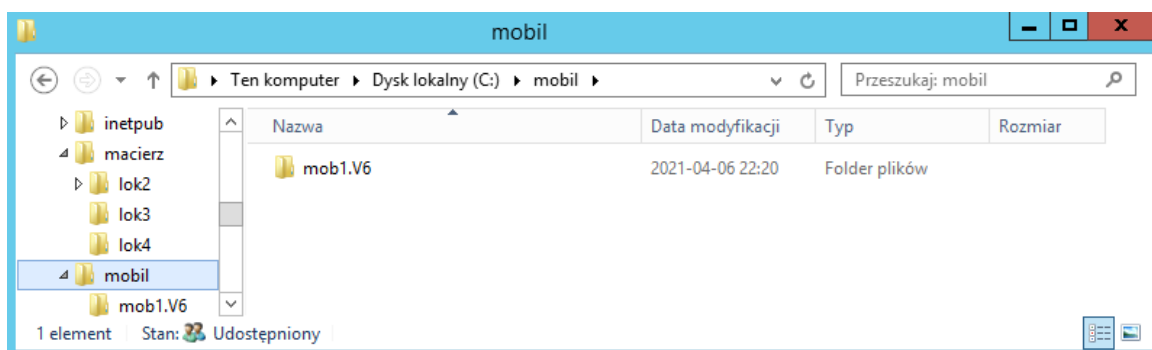 mobil
Ten komputer Dysk lokalny (C:) mobil
Przeszukaj: mobil
inetpub
macierz
lok2
lok3
lok4
mobil
mob1.V6
Nazwa Data modyfikacji Typ Rozmiar
mob1.V6 2021-04-06 22:20 Folder plików
1 element Stan: Udostępniony